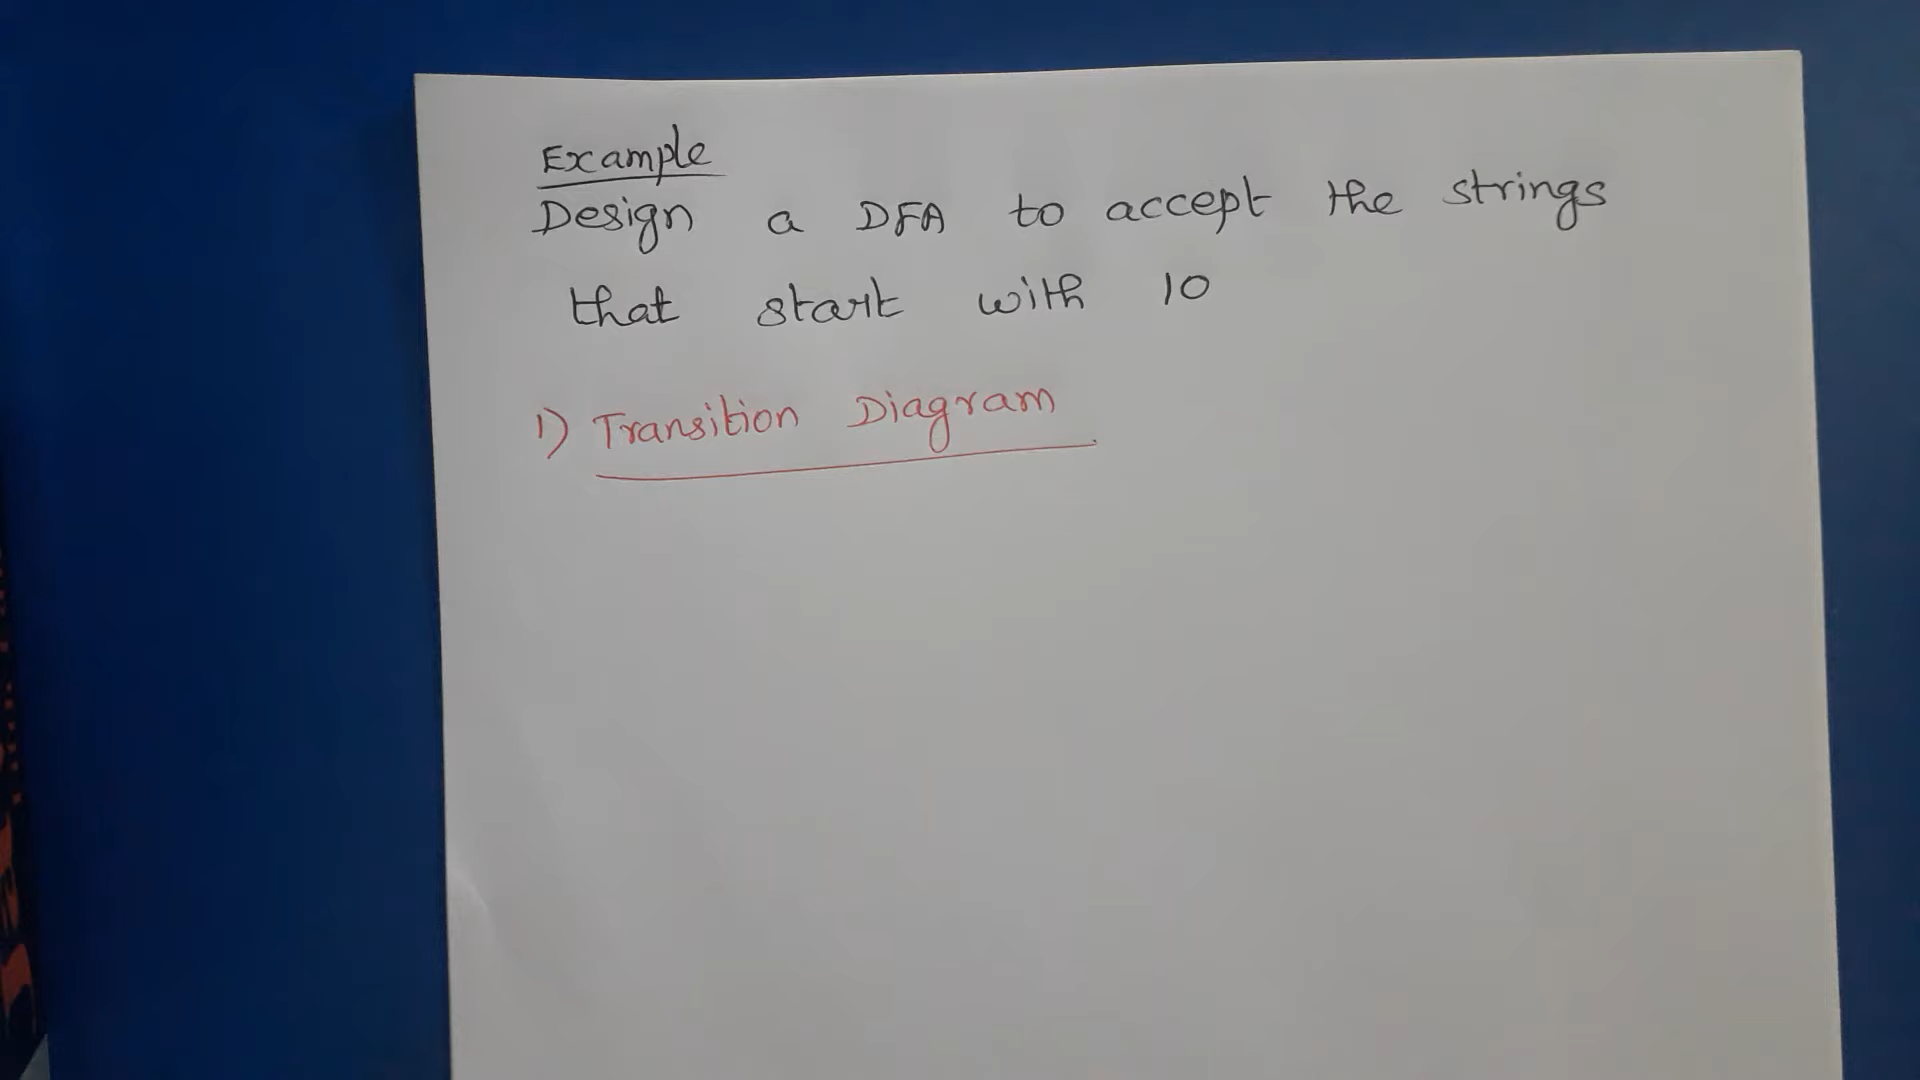 Example
Design a DFA to accept the strings
that start with 10
1) Transition Diagram